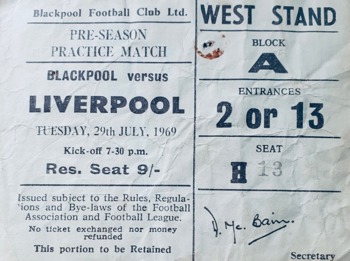 Blackpool Football Club Ltd.
PRE-SEASON
PRACTICE MATCH
BLACKPOOL versus
LIVERPOOL
TUESDAY, 29th JULY, 1969
Kick-off 7-30 p.m.
Res. Seat 9/-
Issued subject to the Rules, Regula-
tions and Bye-laws of the Football
Association and Football League.
No ticket exchanged nor money
refunded
This portion to be Retained
WEST STAND
BLOCK
A
ENTRANCES
2 or 13
SEAT
H 13
D. Mc. Bain.
Secretary